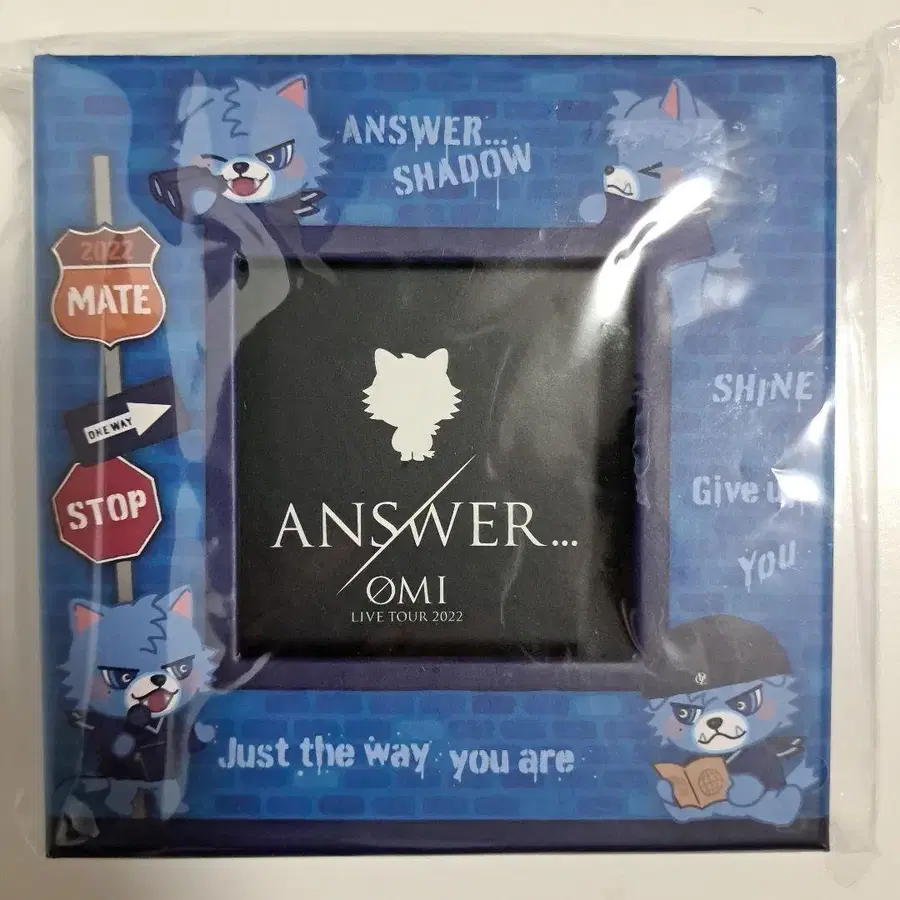 ANSWER...
SHADOW
2022
MATE
ONE WAY
STOP
SHINE
Give
You
ANSWER...
ØMI
LIVE TOUR 2022
Just the way you are